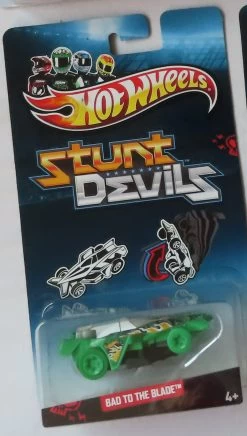 HOT WHEELS
STUNT
DEVILS
BAD TO THE BLADE™
4+